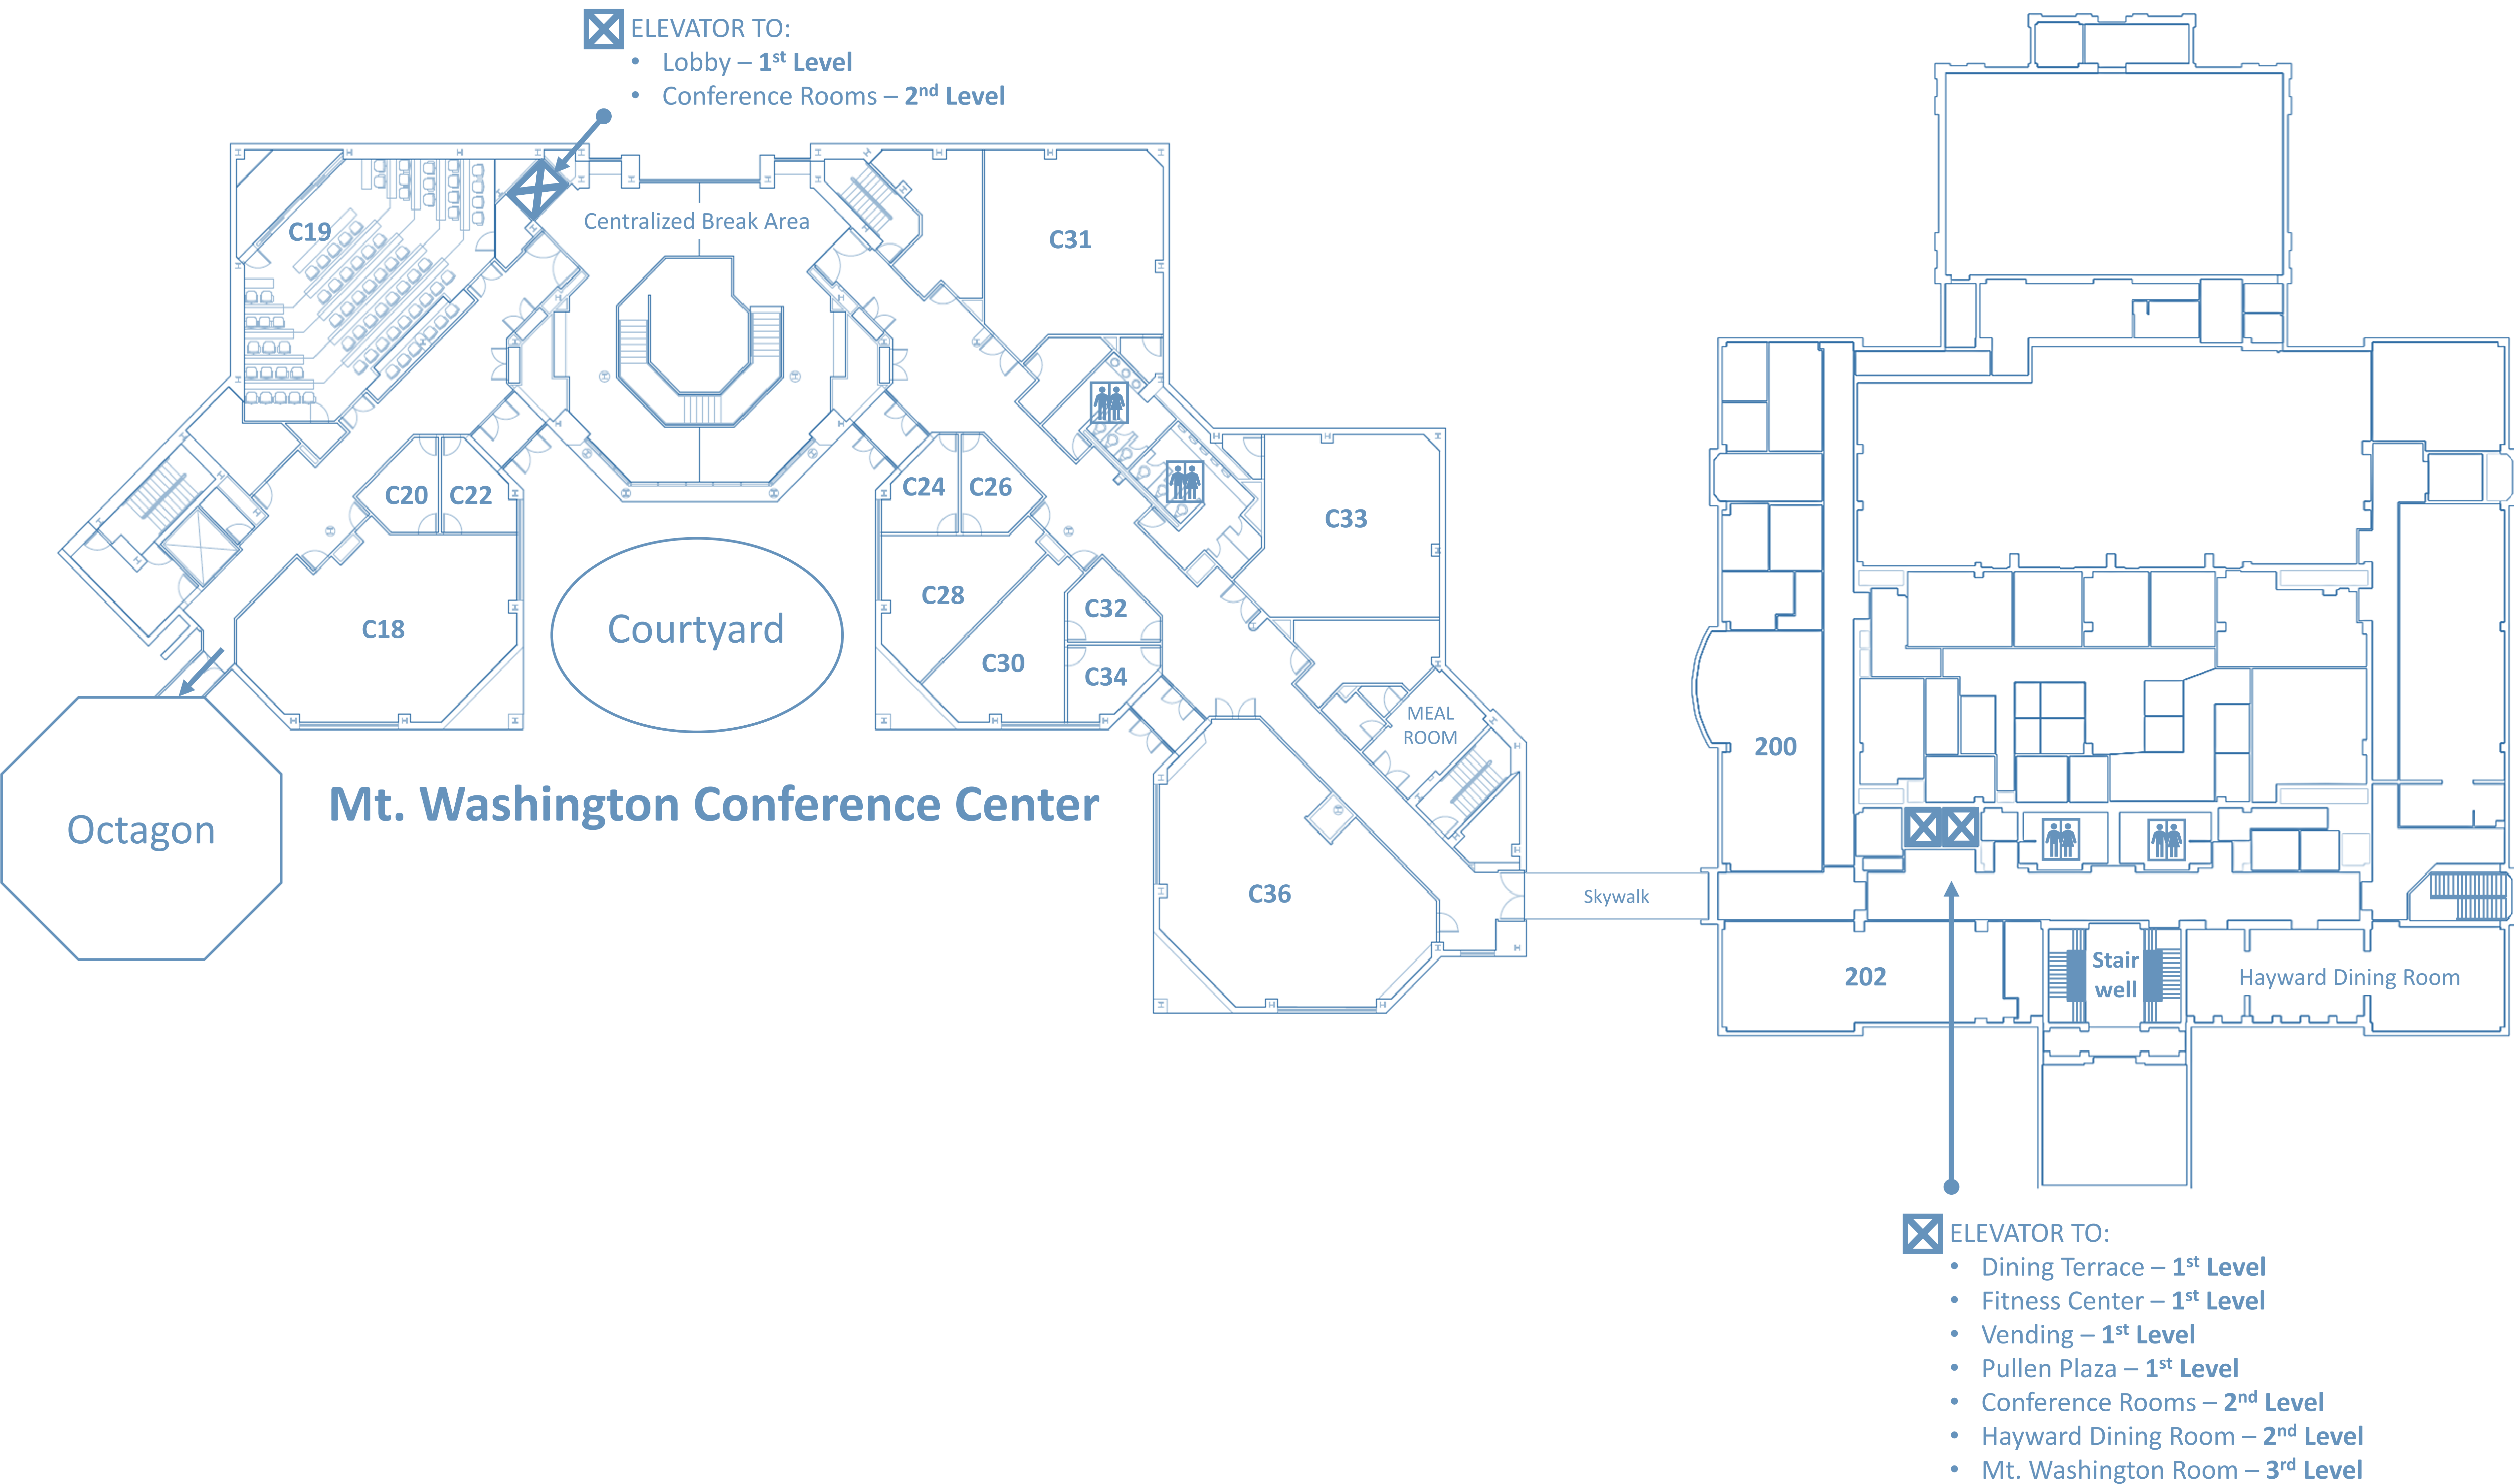 ELEVATOR TO:
• Lobby – 1st Level
• Conference Rooms – 2nd Level
Centralized Break Area
C19
C31
C20
C22
C24
C26
C33
C28
C32
C18
Courtyard
C30
C34
MEAL
ROOM
200
Mt. Washington Conference Center
Octagon
C36
Skywalk
202
Stair
well
Hayward Dining Room
ELEVATOR TO:
• Dining Terrace – 1st Level
• Fitness Center – 1st Level
• Vending – 1st Level
• Pullen Plaza – 1st Level
• Conference Rooms – 2nd Level
• Hayward Dining Room – 2nd Level
• Mt. Washington Room – 3rd Level